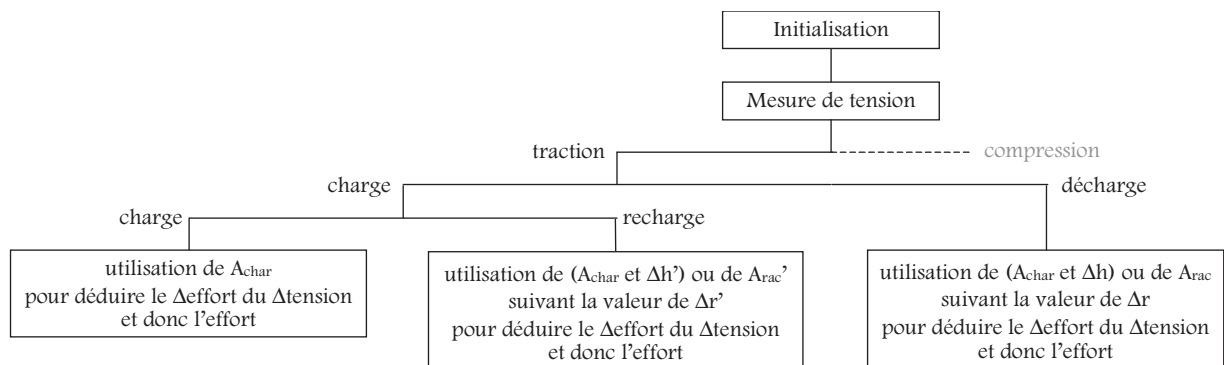 Initialisation
Mesure de tension
traction
compression
charge
décharge
charge
recharge
utilisation de Achar
pour déduire le Δeffort du Δtension
et donc l'effort
utilisation de (Achar et Δh') ou de Arac'
suivant la valeur de Δr'
pour déduire le Δeffort du Δtension
et donc l'effort
utilisation de (Achar et Δh) ou de Arac
suivant la valeur de Δr
pour déduire le Δeffort du Δtension
et donc l'effort